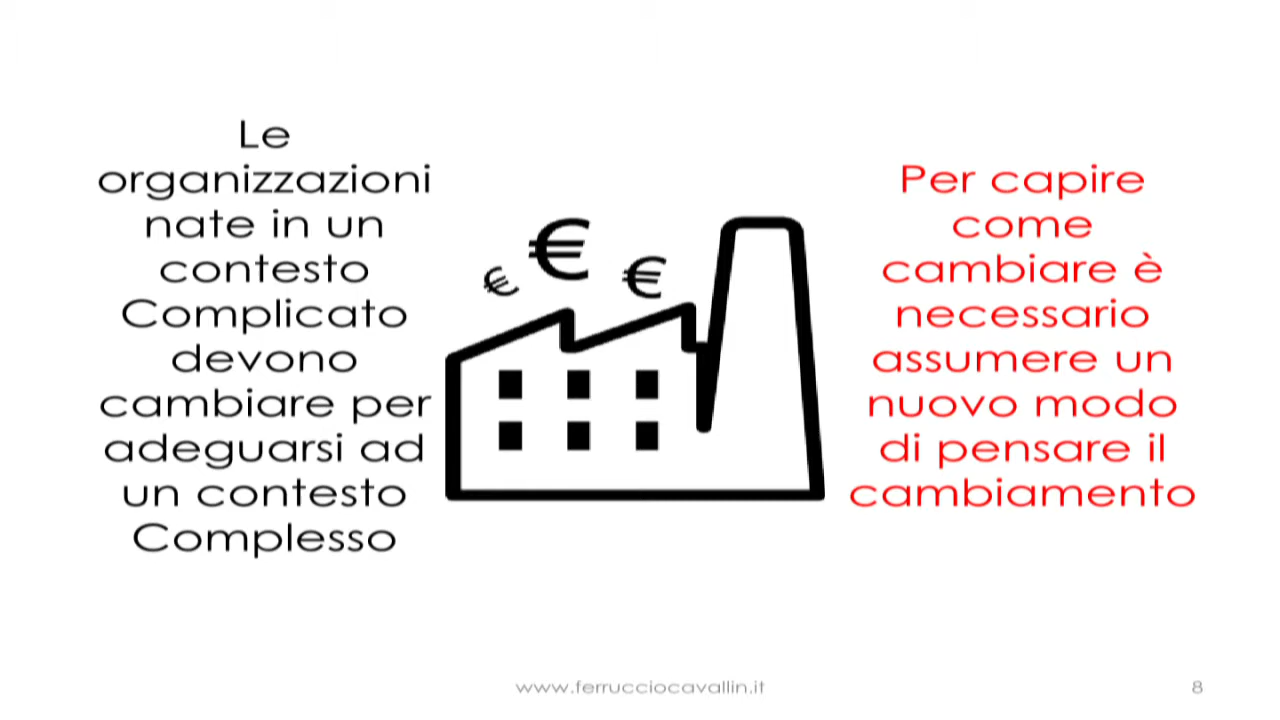 Le
organizzazioni
nate in un
contesto
Complicato
devono
cambiare per
adeguarsi ad
un contesto
Complesso
€
€
€
Per capire
come
cambiare è
necessario
assumere un
nuovo modo
di pensare il
cambiamento
www.ferrucciocavallin.it
8